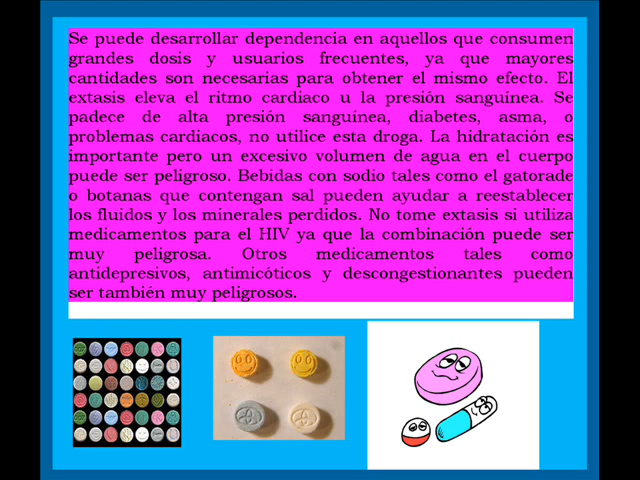 Se puede desarrollar dependencia en aquellos que consumen
grandes dosis y usuarios frecuentes, ya que mayores
cantidades son necesarias para obtener el mismo efecto. El
extasis eleva el ritmo cardiaco u la presión sanguínea. Se
padece de alta presión sanguínea, diabetes, asma, o
problemas cardiacos, no utilice esta droga. La hidratación es
importante pero un excesivo volumen de agua en el cuerpo
puede ser peligroso. Bebidas con sodio tales como el gatorade
o botanas que contengan sal pueden ayudar a reestablecer
los fluidos y los minerales perdidos. No tome extasis si utiliza
medicamentos para el HIV ya que la combinación puede ser
muy peligrosa. Otros medicamentos tales como
antidepresivos, antimicóticos y descongestionantes pueden
ser también muy peligrosos.